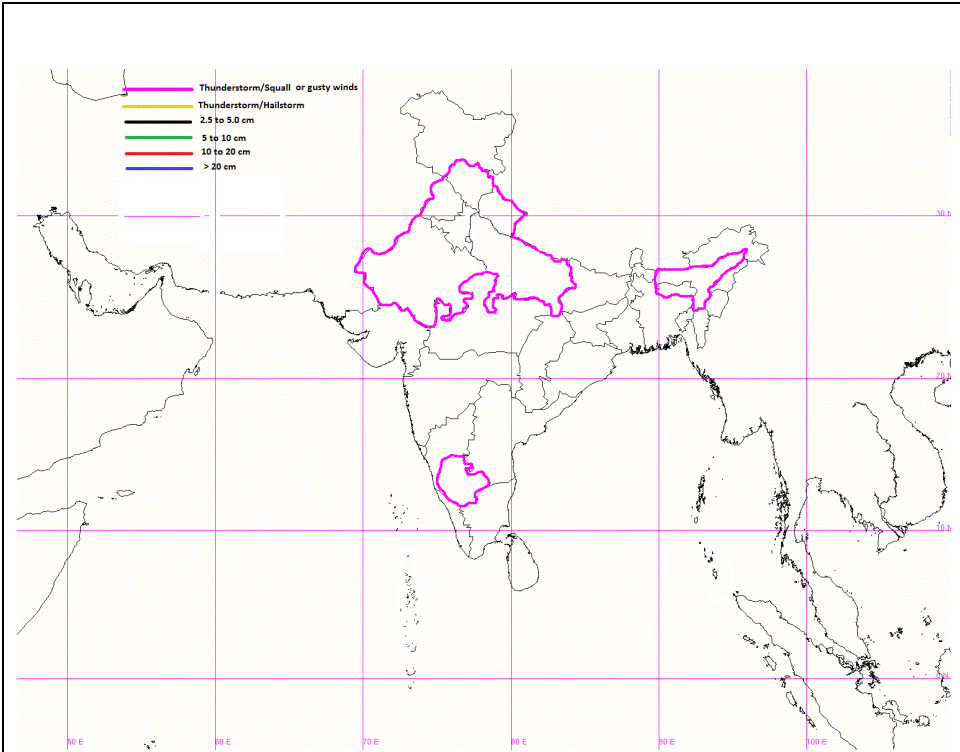 Thunderstorm/Squall or gusty winds
Thunderstorm/Hailstorm
2.5 to 5.0 cm
5 to 10 cm
10 to 20 cm
> 20 cm
30 N
20 N
10 N
0 N
50 E
60 E
70 E
80 E
90 E
100 E